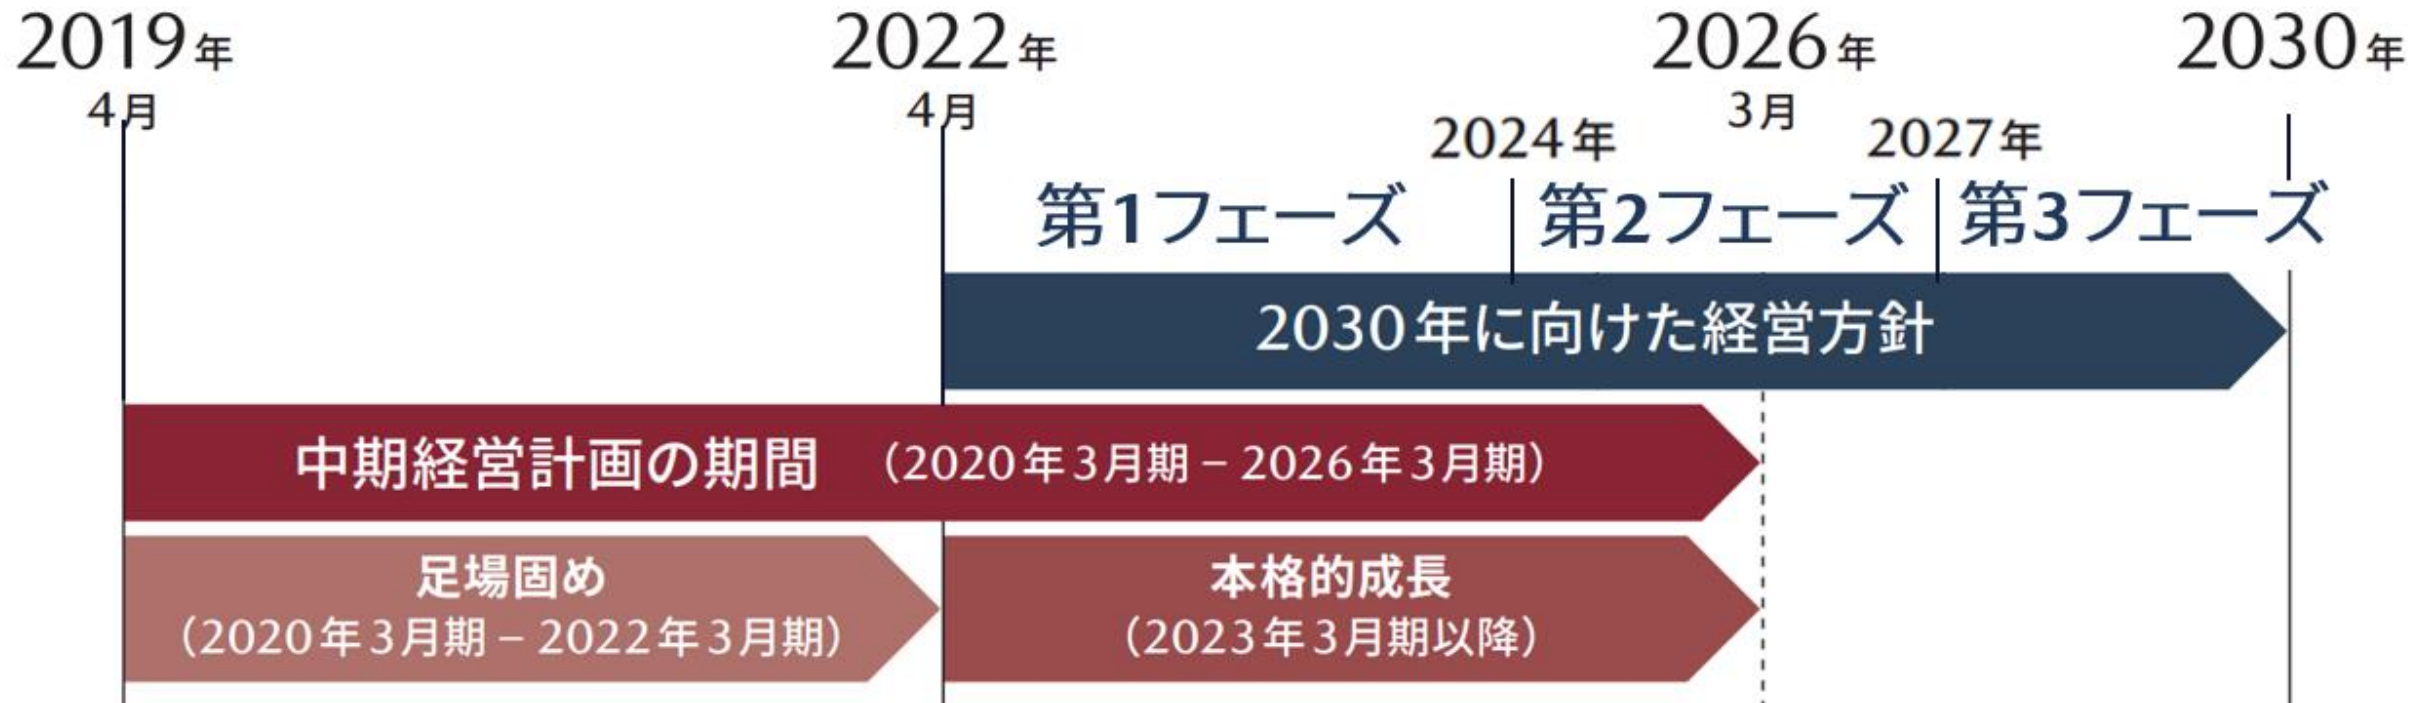 2019年 2022年 2026年 2030年
4月 4月 3月
2024年 2027年
第1フェーズ 第2フェーズ 第3フェーズ
2030年に向けた経営方針
中期経営計画の期間 (2020年3月期－2026年3月期)
足場固め 本格的成長
(2020年3月期－2022年3月期) (2023年3月期以降)